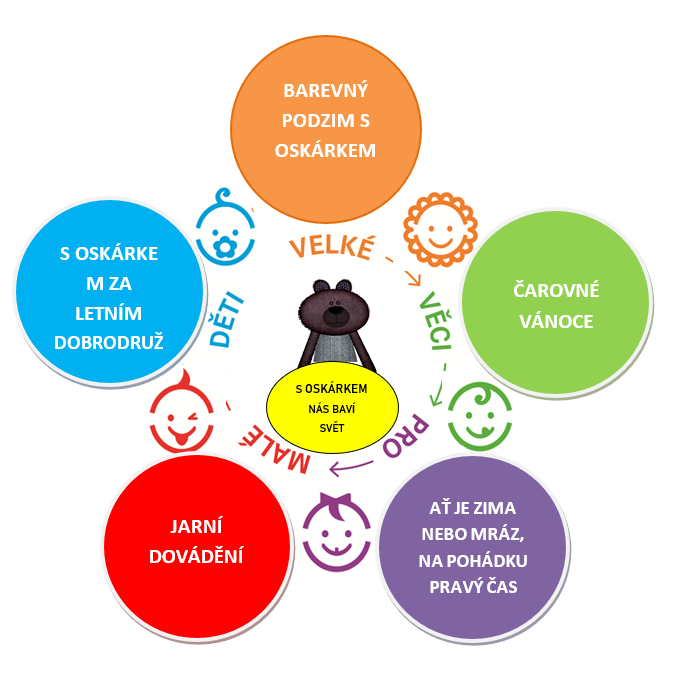 BAREVNÝ
PODZIM S
OSKÁRKEM
VELKÉ
VĚCI
PRO
MALÉ
DĚTI
ČAROVNÉ
VÁNOCE
AŤ JE ZIMA
NEBO MRÁZ,
NA POHÁDKU
PRAVÝ ČAS
JARNÍ
DOVÁDĚNÍ
S OSKÁRKE
M ZA
LETNÍM
DOBRODRUŽ
S OSKÁRKEM
NÁS BAVÍ
SVĚT